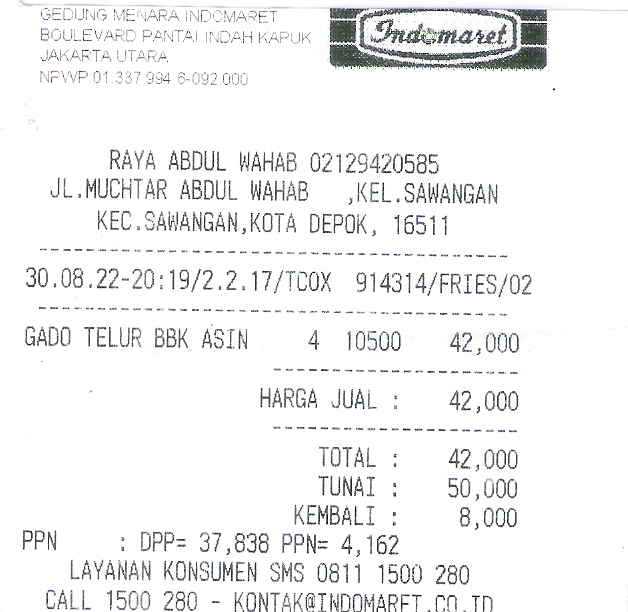 GEDUNG MENARA INDOMARET
BOULEVARD PANTAI INDAH KAPUK
JAKARTA UTARA
NPWP:01.337.994.6-092.000
Indomaret
RAYA ABDUL WAHAB 02129420585
JL.MUCHTAR ABDUL WAHAB ,KEL.SAWANGAN
KEC.SAWANGAN,KOTA DEPOK, 16511
30.08.22-20:19/2.2.17/TCOX 914314/FRIES/02
GADO TELUR BBK ASIN 4 10500 42,000
HARGA JUAL : 42,000
TOTAL : 42,000
TUNAI : 50,000
KEMBALI : 8,000
PPN : DPP= 37,838 PPN= 4,162
LAYANAN KONSUMEN SMS 0811 1500 280
CALL 1500 280 - KONTAK@INDOMARET.CO.ID